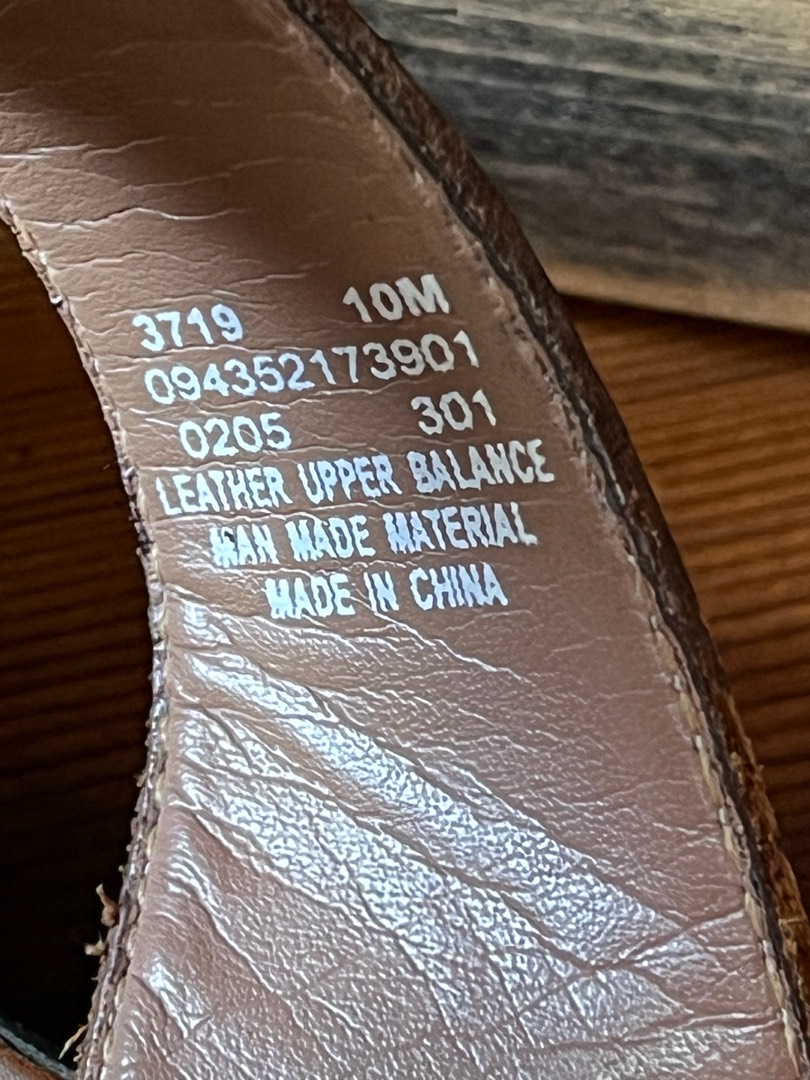 3719 10M
094352173901
0205 301
LEATHER UPPER BALANCE
MAN MADE MATERIAL
MADE IN CHINA